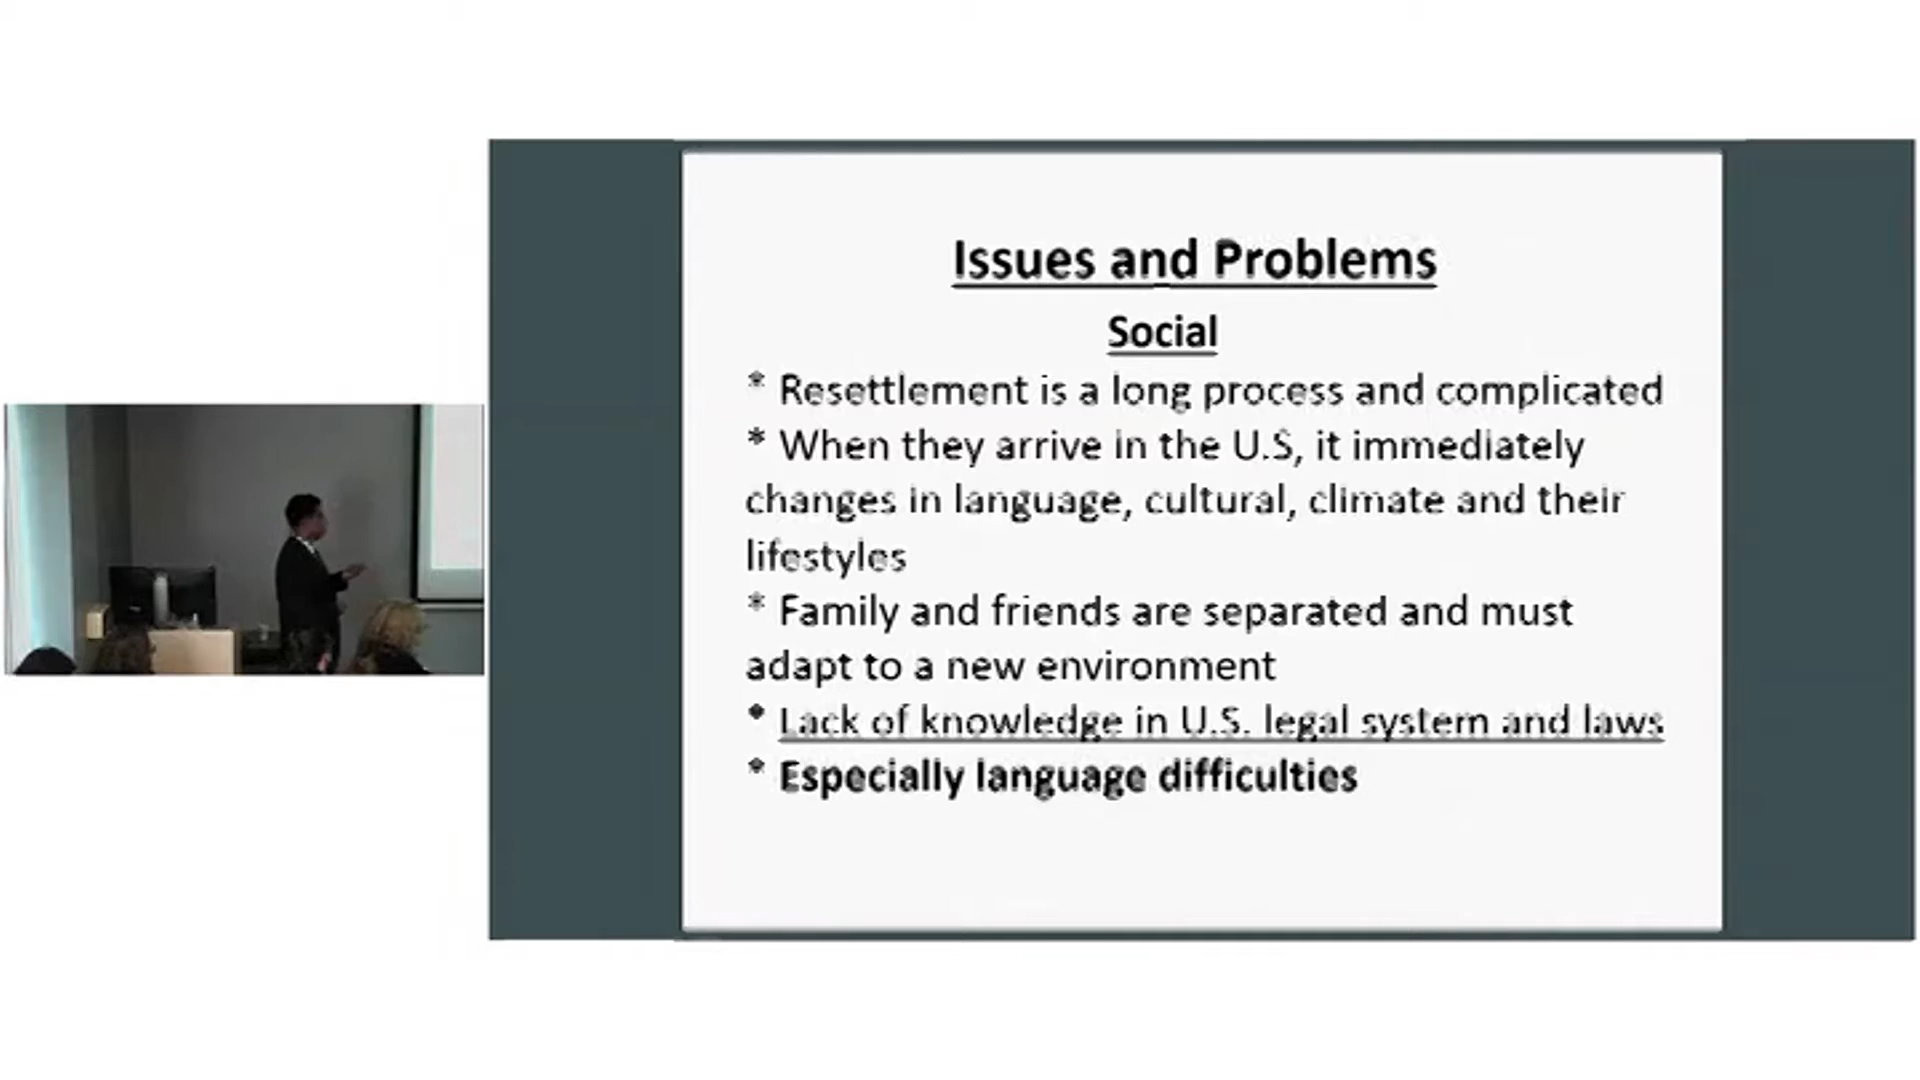 Issues and Problems
Social
* Resettlement is a long process and complicated
* When they arrive in the U.S, it immediately
changes in language, cultural, climate and their
lifestyles
* Family and friends are separated and must
adapt to a new environment
* Lack of knowledge in U.S. legal system and laws
* Especially language difficulties